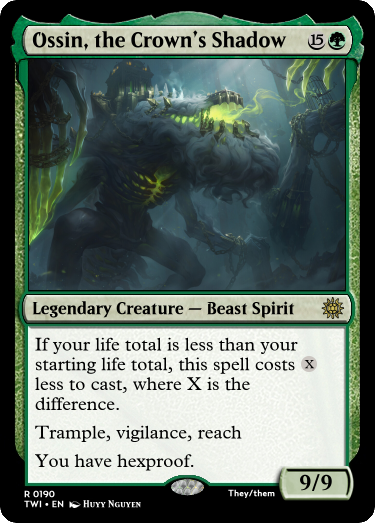 Ossin, the Crown's Shadow 15
Legendary Creature — Beast Spirit
If your life total is less than your
starting life total, this spell costs X
less to cast, where X is the
difference.
Trample, vigilance, reach
You have hexproof.
9/9
R 0190
TWI • EN Huyy Nguyen
They/them